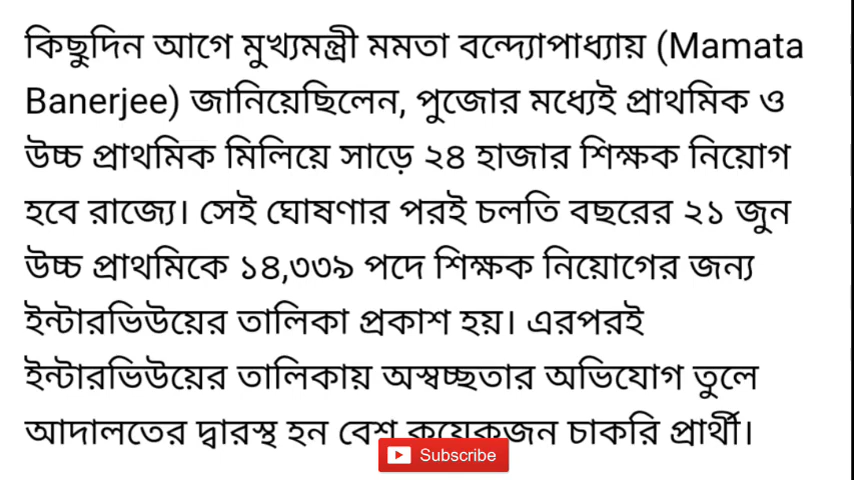 কিছুদিন আগে মুখ্যমন্ত্রী মমতা বন্দ্যোপাধ্যায় (Mamata
Banerjee) জানিয়েছিলেন, পুজোর মধ্যেই প্রাথমিক ও
উচ্চ প্রাথমিক মিলিয়ে সাড়ে ২৪ হাজার শিক্ষক নিয়োগ
হবে রাজ্যে। সেই ঘোষণার পরই চলতি বছরের ২১ জুন
উচ্চ প্রাথমিকে ১৪,৩৩৯ পদে শিক্ষক নিয়োগের জন্য
ইন্টারভিউয়ের তালিকা প্রকাশ হয়। এরপরই
ইন্টারভিউয়ের তালিকায় অস্বচ্ছতার অভিযোগ তুলে
আদালতের দ্বারস্থ হন বেশ কয়েকজন চাকরি প্রার্থী।
Subscribe